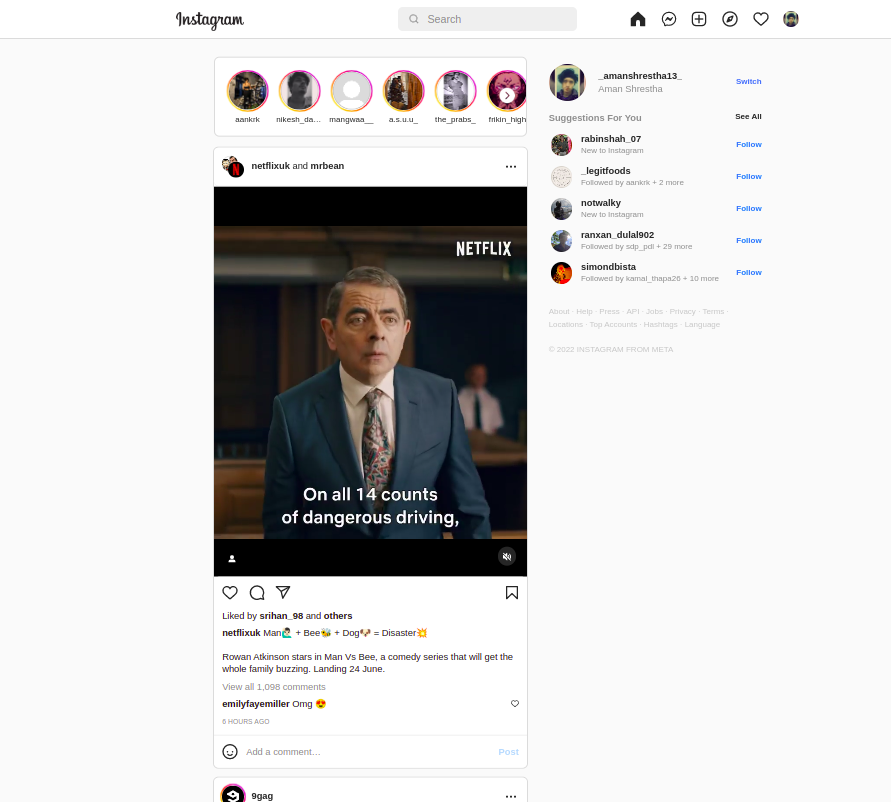 Instagram
Search
aankrk
nikesh_da...
mangwaa__
a.s.u.u_
the_prabs_
frikin_high
netflixuk and mrbean
NETFLIX
On all 14 counts
of dangerous driving,
Liked by srihan_98 and others
netflixuk Man🙋🏻‍♂️ + Bee🐝 + Dog🐶 = Disaster💥
Rowan Atkinson stars in Man Vs Bee, a comedy series that will get the
whole family buzzing. Landing 24 June.
View all 1,098 comments
emilyfayemiller Omg 😍
6 HOURS AGO
Add a comment...
Post
9gag
_amanshrestha13_
Aman Shrestha
Switch
Suggestions For You
See All
rabinshah_07
New to Instagram
Follow
_legitfoods
Followed by aankrk + 2 more
Follow
notwalky
New to Instagram
Follow
ranxan_dulal902
Followed by sdp_pdl + 29 more
Follow
simondbista
Followed by kamal_thapa26 + 10 more
Follow
About · Help · Press · API · Jobs · Privacy · Terms ·
Locations · Top Accounts · Hashtags · Language
© 2022 INSTAGRAM FROM META